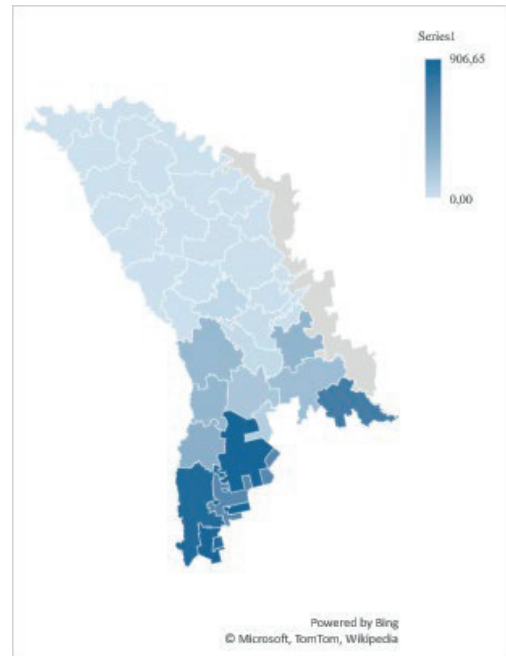 Series1
906,65
0,00
Powered by Bing
© Microsoft, TomTom, Wikipedia